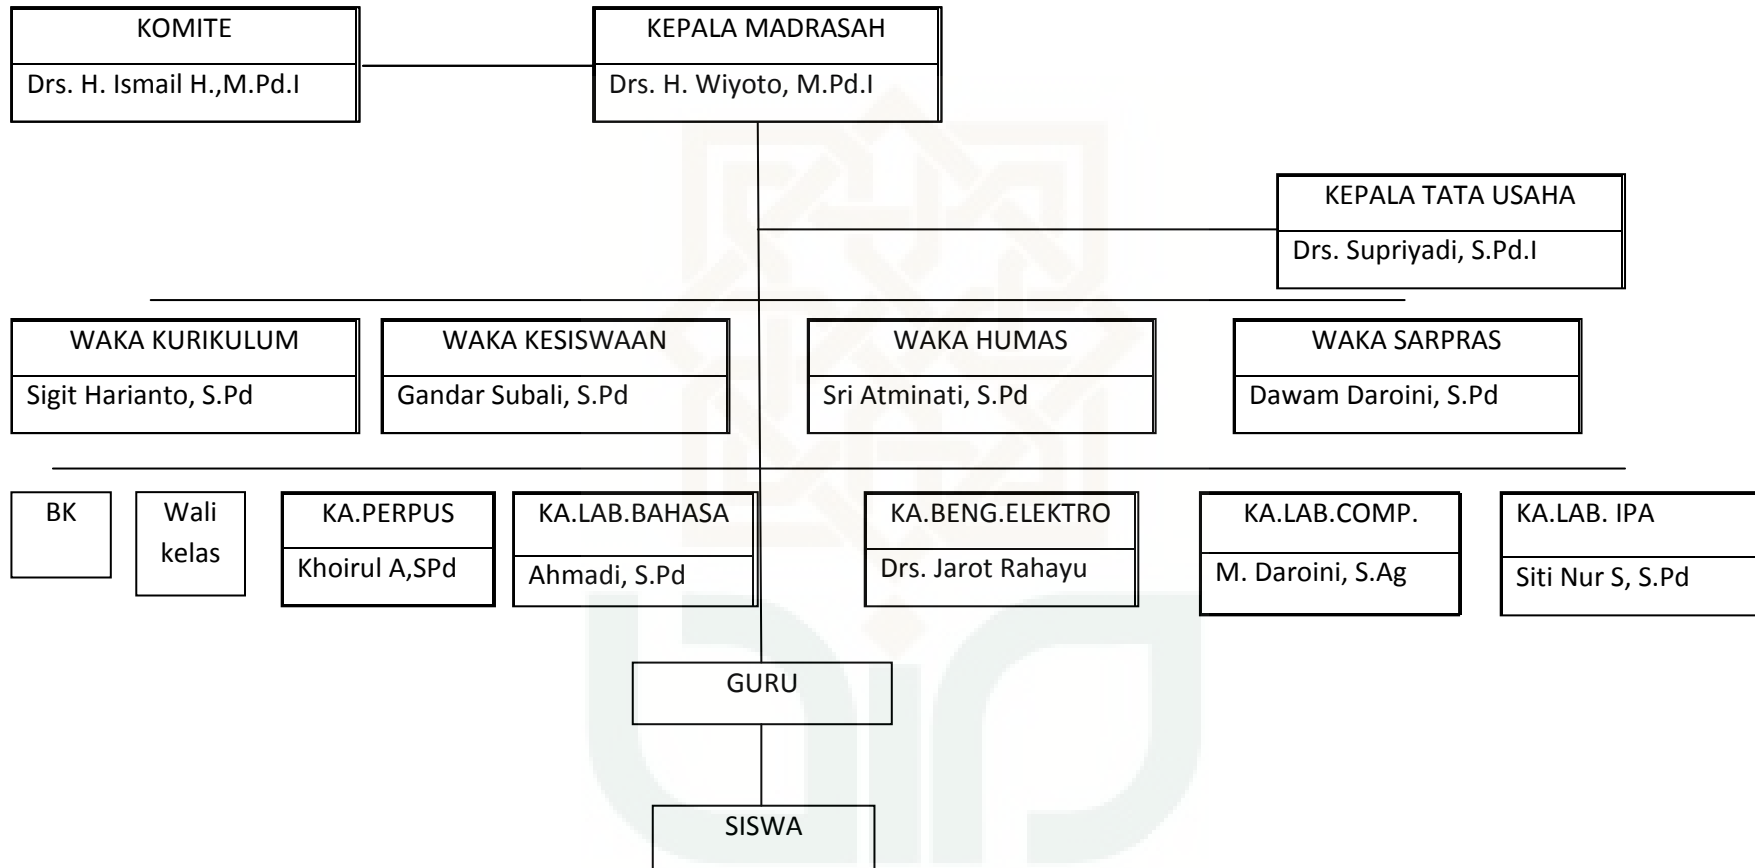 KOMITE
Drs. H. Ismail H.,M.Pd.I
KEPALA MADRASAH
Drs. H. Wiyoto, M.Pd.I
KEPALA TATA USAHA
Drs. Supriyadi, S.Pd.I
WAKA KURIKULUM
Sigit Harianto, S.Pd
WAKA KESISWAAN
Gandar Subali, S.Pd
WAKA HUMAS
Sri Atminati, S.Pd
WAKA SARPRAS
Dawam Daroini, S.Pd
BK
Wali
kelas
KA.PERPUS
Khoirul A,SPd
KA.LAB.BAHASA
Ahmadi, S.Pd
KA.BENG.ELEKTRO
Drs. Jarot Rahayu
KA.LAB.COMP.
M. Daroini, S.Ag
KA.LAB. IPA
Siti Nur S, S.Pd
GURU
SISWA